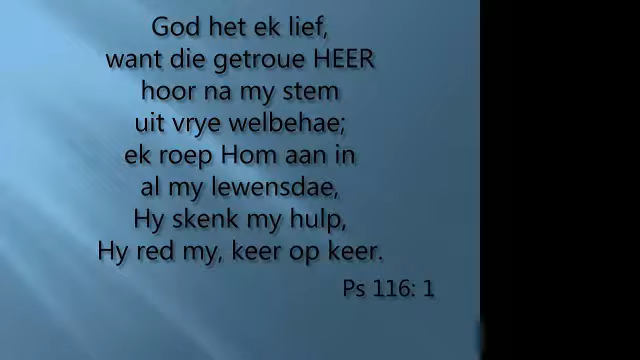 God het ek lief,
want die getroue HEER
hoor na my stem
uit vrye welbehae;
ek roep Hom aan in
al my lewensdae,
Hy skenk my hulp,
Hy red my, keer op keer.
Ps 116: 1